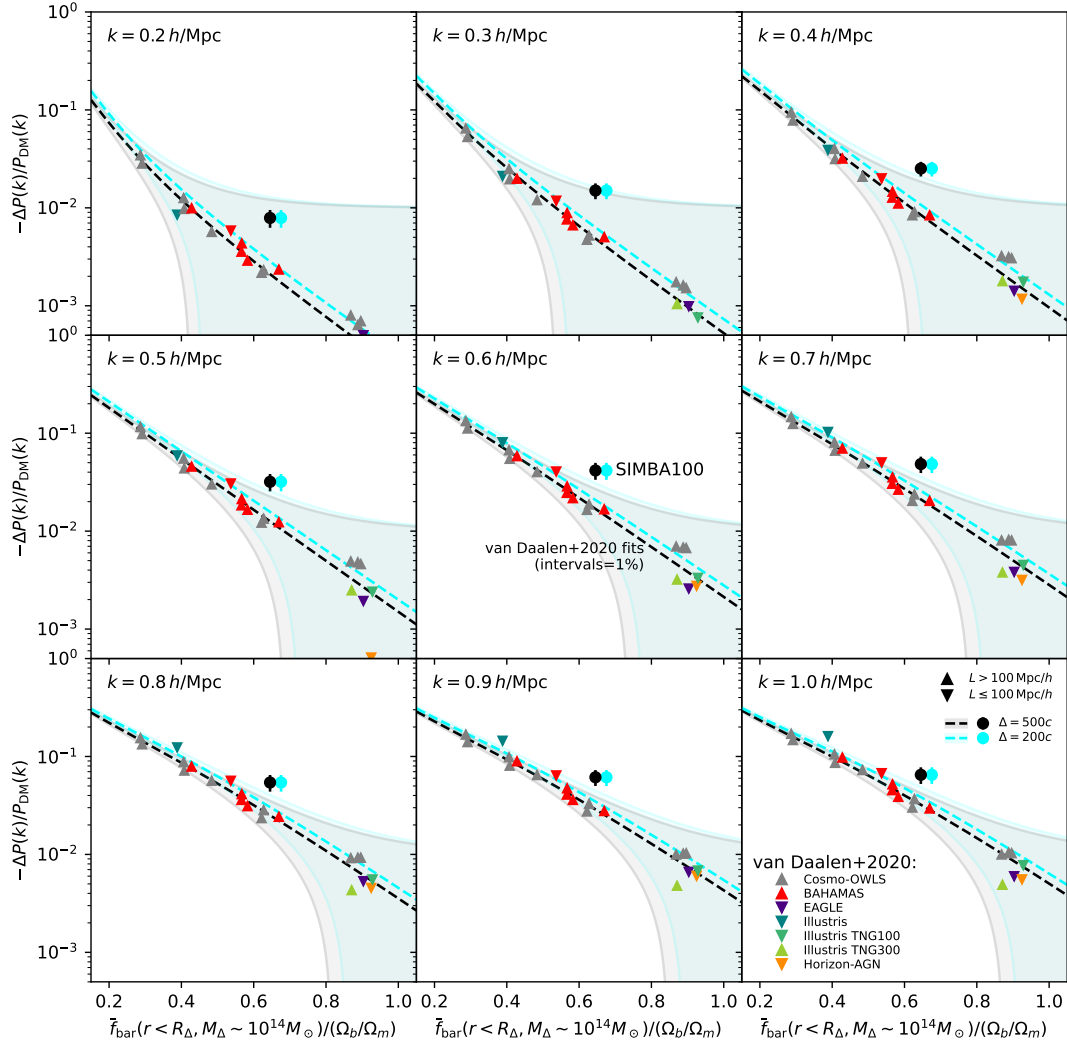 k = 0.2 h/Mpc
k = 0.3 h/Mpc
k = 0.4 h/Mpc
10⁰
10⁻¹
10⁻²
10⁻³
10⁰
−ΔP(k)/P_DM(k)
k = 0.5 h/Mpc
k = 0.6 h/Mpc
k = 0.7 h/Mpc
10⁻¹
10⁻²
10⁻³
10⁰
−ΔP(k)/P_DM(k)
SIMBA100
van Daalen+2020 fits
(intervals=1%)
k = 0.8 h/Mpc
k = 0.9 h/Mpc
k = 1.0 h/Mpc
L > 100 Mpc/h
L ≤ 100 Mpc/h
Δ = 500c
Δ = 200c
10⁻¹
10⁻²
10⁻³
−ΔP(k)/P_DM(k)
van Daalen+2020:
Cosmo-OWLS
BAHAMAS
EAGLE
Illustris
Illustris TNG100
Illustris TNG300
Horizon-AGN
0.2 0.4 0.6 0.8 1.0
0.2 0.4 0.6 0.8 1.0
0.2 0.4 0.6 0.8 1.0
f̄_bar(r < R_Δ, M_Δ ∼ 10¹⁴M_⊙)/(Ω_b/Ω_m)
f̄_bar(r < R_Δ, M_Δ ∼ 10¹⁴M_⊙)/(Ω_b/Ω_m)
f̄_bar(r < R_Δ, M_Δ ∼ 10¹⁴M_⊙)/(Ω_b/Ω_m)